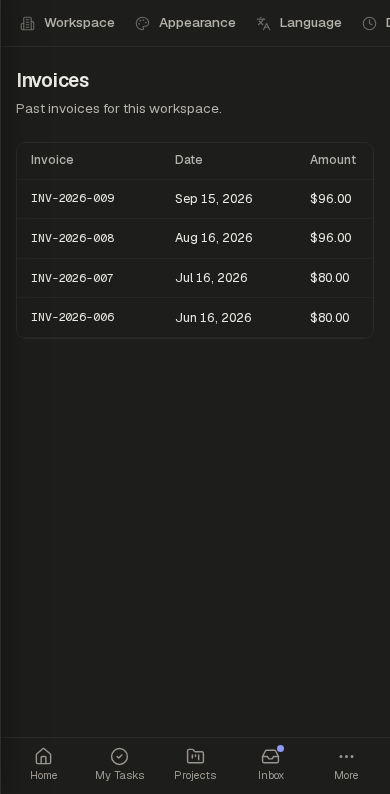 Workspace Appearance Language D
Invoices
Past invoices for this workspace.
Invoice Date Amount
INV-2026-009 Sep 15, 2026 $96.00
INV-2026-008 Aug 16, 2026 $96.00
INV-2026-007 Jul 16, 2026 $80.00
INV-2026-006 Jun 16, 2026 $80.00
Home My Tasks Projects Inbox More